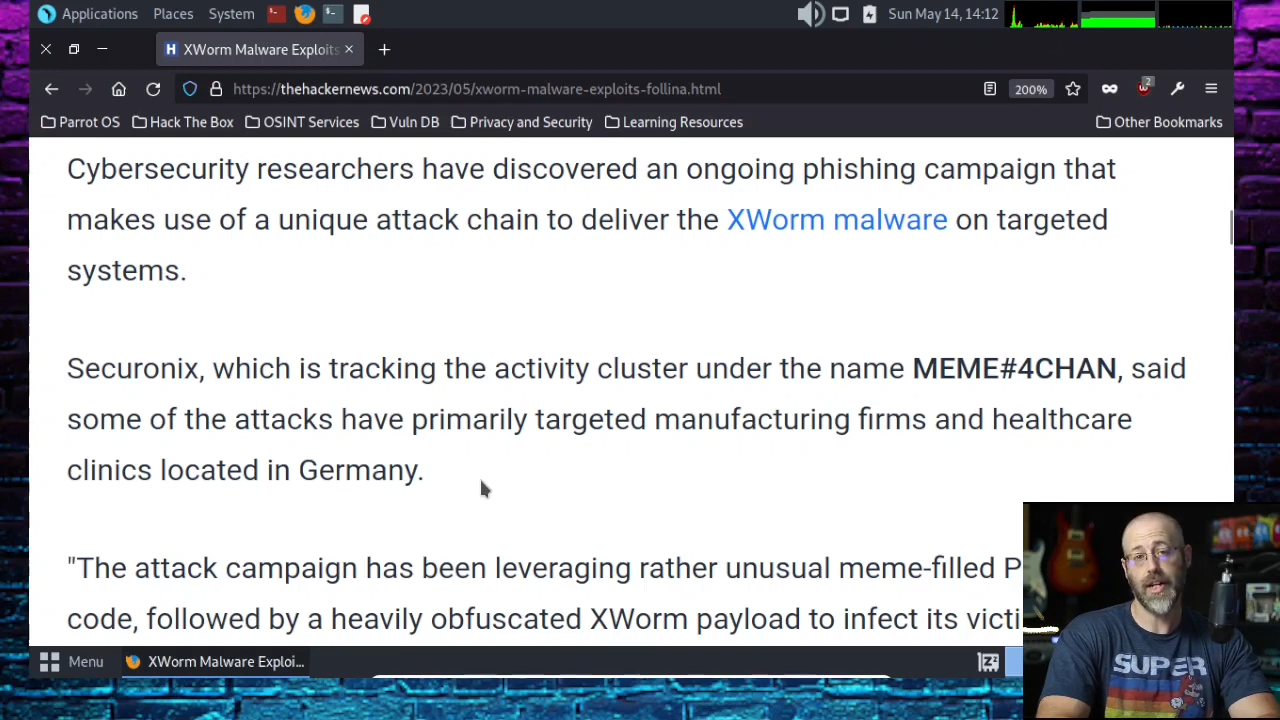 Applications Places System
Sun May 14, 14:12
XWorm Malware Exploits
https://thehackernews.com/2023/05/xworm-malware-exploits-follina.html
200%
2
Parrot OS Hack The Box OSINT Services Vuln DB Privacy and Security Learning Resources Other Bookmarks
Cybersecurity researchers have discovered an ongoing phishing campaign that
makes use of a unique attack chain to deliver the XWorm malware on targeted
systems.
Securonix, which is tracking the activity cluster under the name MEME#4CHAN, said
some of the attacks have primarily targeted manufacturing firms and healthcare
clinics located in Germany.
"The attack campaign has been leveraging rather unusual meme-filled P
code, followed by a heavily obfuscated XWorm payload to infect its victi
SUPER
Menu XWorm Malware Exploi...